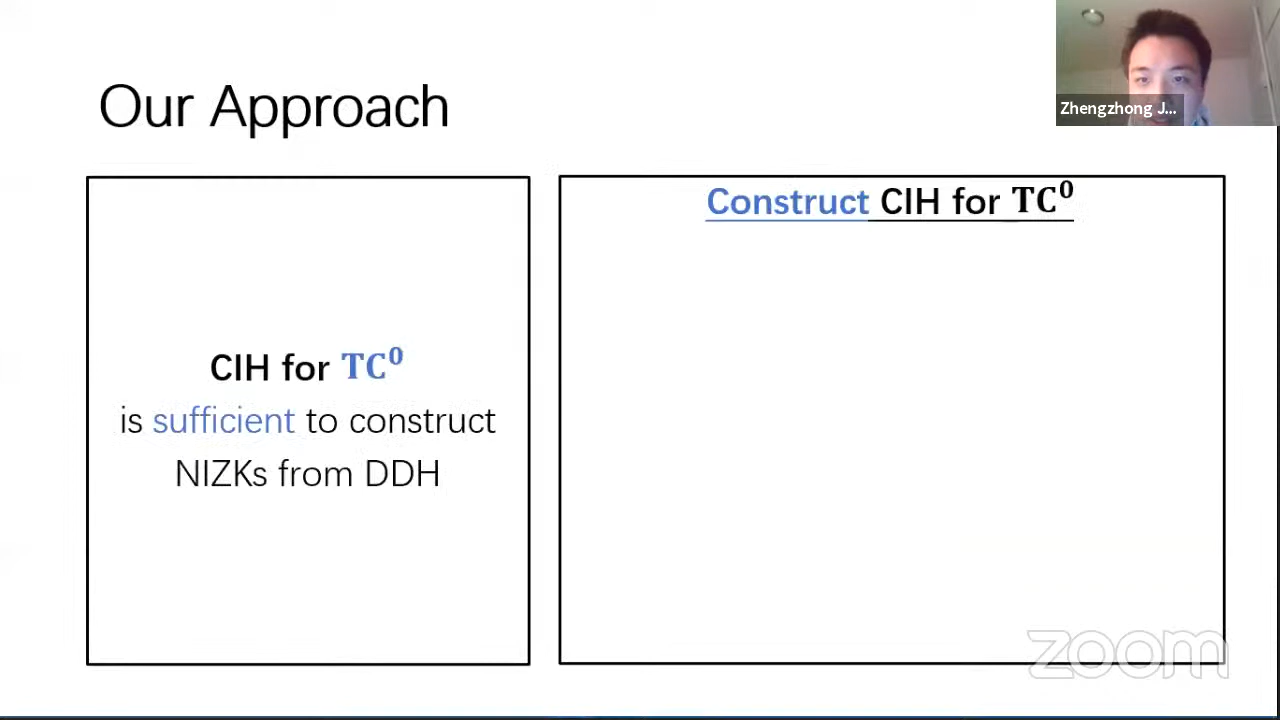 Our Approach
Zhengzhong J...
CIH for TC⁰
is sufficient to construct
NIZKs from DDH
Construct CIH for TC⁰
zoom